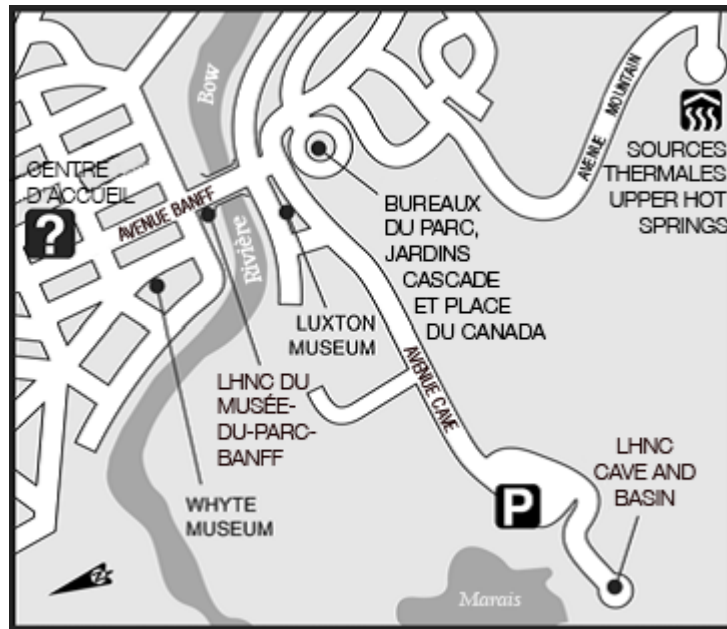 Bow
AVENUE MOUNTAIN
SOURCES
THERMALES
UPPER HOT
SPRINGS
CENTRE
D'ACCUEIL
?
AVENUE BANFF
Rivière
BUREAUX
DU PARC,
JARDINS
CASCADE
ET PLACE
DU CANADA
LUXTON
MUSEUM
AVENUE CAVE
LHNC DU
MUSÉE-
DU-PARC-
BANFF
WHYTE
MUSEUM
LHNC
CAVE AND
BASIN
P
Marais
N